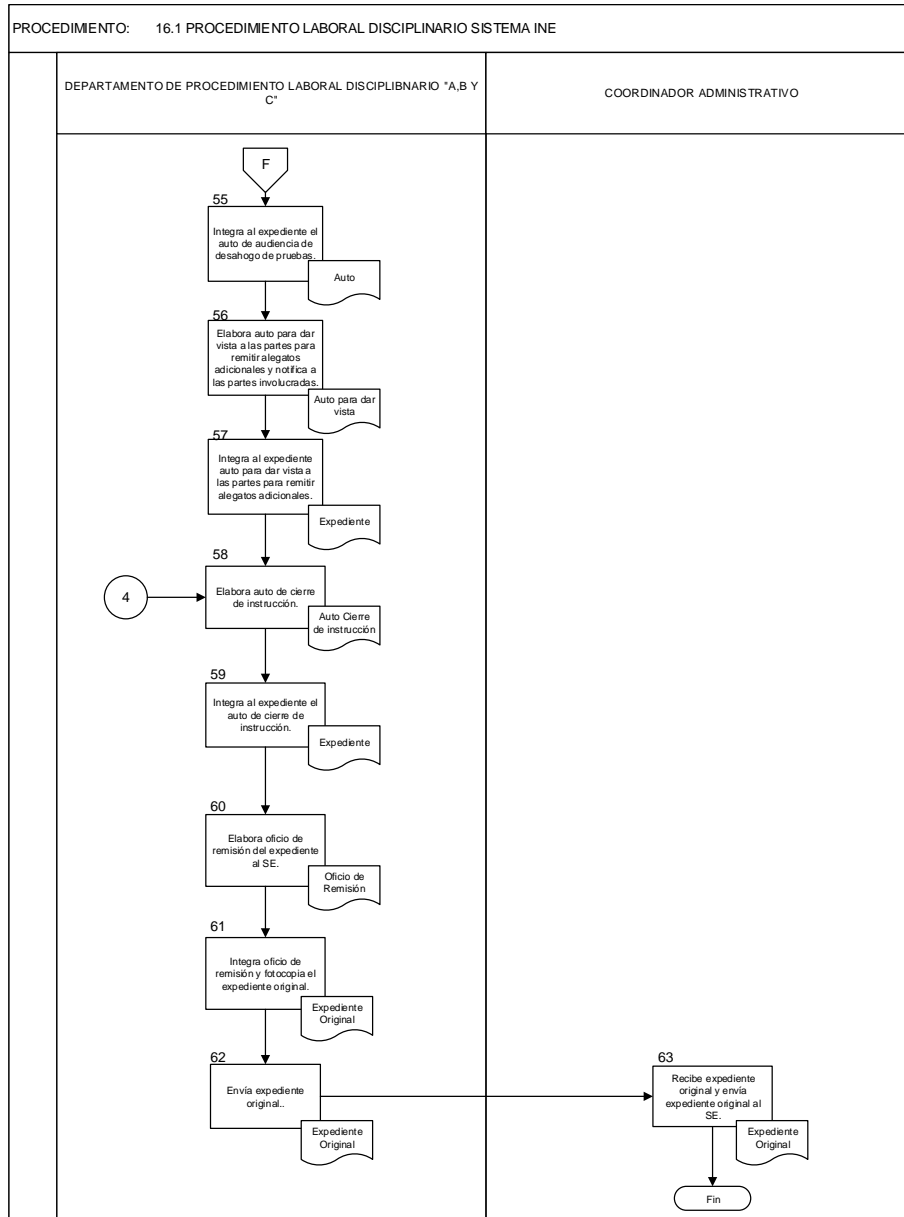 PROCEDIMIENTO: 16.1 PROCEDIMIENTO LABORAL DISCIPLINARIO SISTEMA INE
DEPARTAMENTO DE PROCEDIMIENTO LABORAL DISCIPLIBNARIO "A,B Y
C"
COORDINADOR ADMINISTRATIVO
F
55
Integra al expediente el
auto de audiencia de
desahogo de pruebas.
Auto
56
Elabora auto para dar
vista a las partes para
remitir alegatos
adicionales y notifica a
las partes involucradas.
Auto para dar
vista
57
Integra al expediente
auto para dar vista a
las partes para remitir
alegatos adicionales.
Expediente
58
4
Elabora auto de cierre
de instrucción.
Auto Cierre
de instrucción
59
Integra al expediente el
auto de cierre de
instrucción.
Expediente
60
Elabora oficio de
remisión del expediente
al SE.
Oficio de
Remisión
61
Integra oficio de
remisión y fotocopia el
expediente original.
Expediente
Original
62
Envía expediente
original..
Expediente
Original
63
Recibe expediente
original y envía
expediente original al
SE.
Expediente
Original
Fin